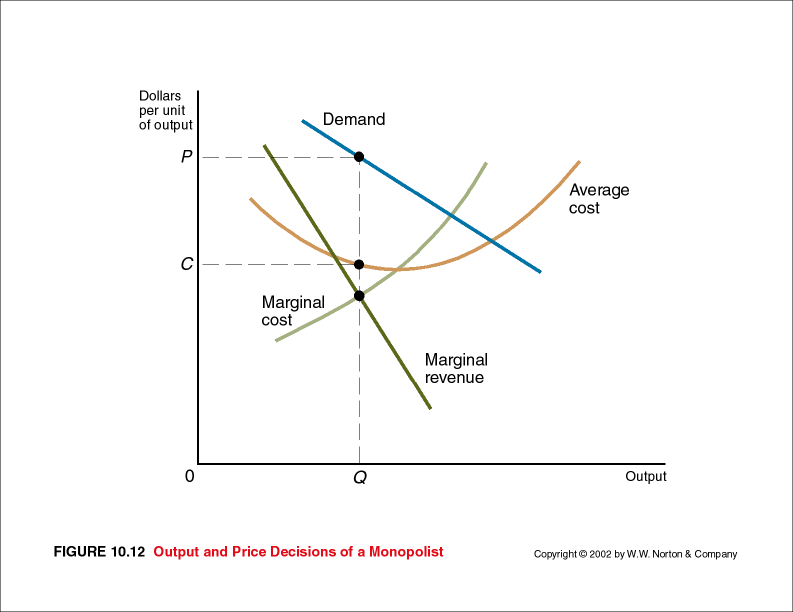 Dollars
per unit
of output
Demand
P
Average
cost
C
Marginal
cost
Marginal
revenue
0
Q
Output
FIGURE 10.12 Output and Price Decisions of a Monopolist
Copyright © 2002 by W.W. Norton & Company